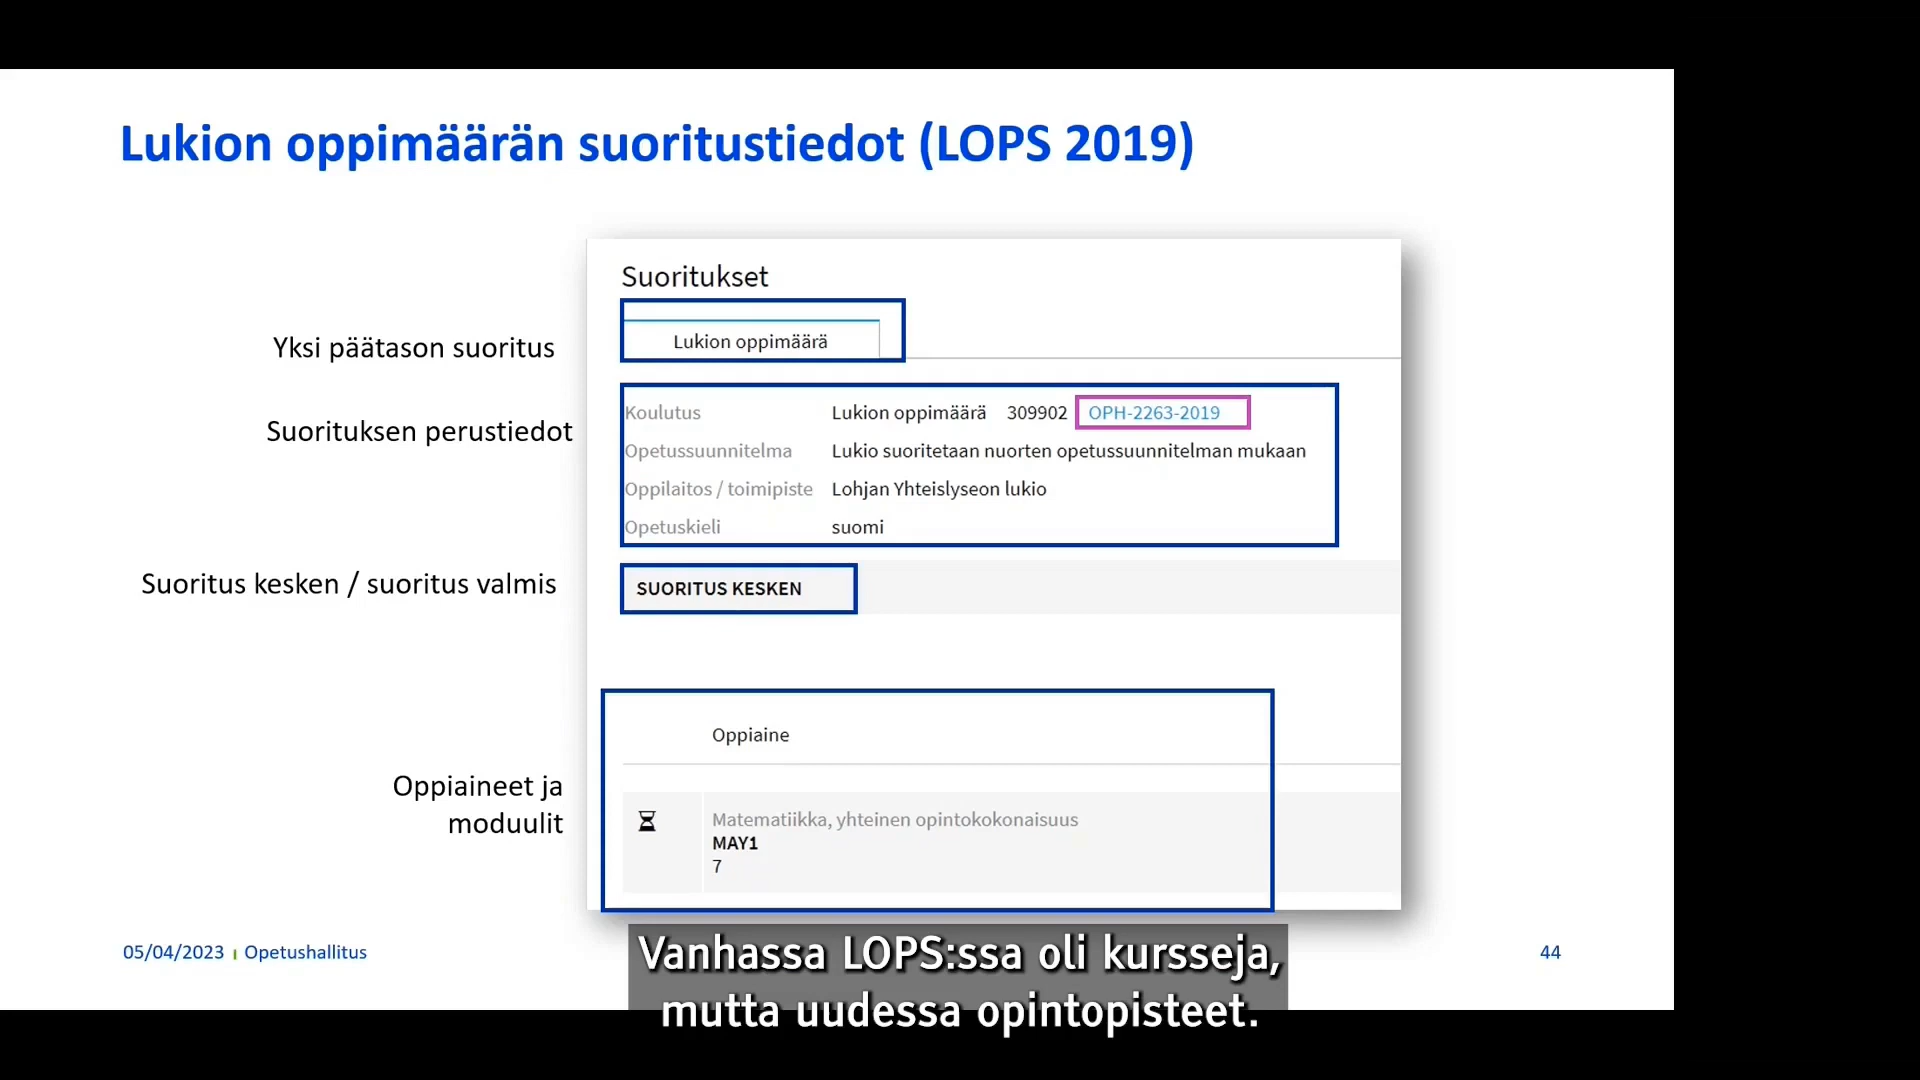 Lukion oppimäärän suoritustiedot (LOPS 2019)
Suoritukset
Yksi päätason suoritus
Lukion oppimäärä
Suorituksen perustiedot
Koulutus Lukion oppimäärä 309902 OPH-2263-2019
Opetussuunnitelma Lukio suoritetaan nuorten opetussuunnitelman mukaan
Oppilaitos / toimipiste Lohjan Yhteislyseon lukio
Opetuskieli suomi
Suoritus kesken / suoritus valmis
SUORITUS KESKEN
Oppiaine
Oppiaineet ja
moduulit
Matematiikka, yhteinen opintokokonaisuus
MAY1
7
05/04/2023 Opetushallitus
44
Vanhassa LOPS:ssa oli kursseja,
mutta uudessa opintopisteet.